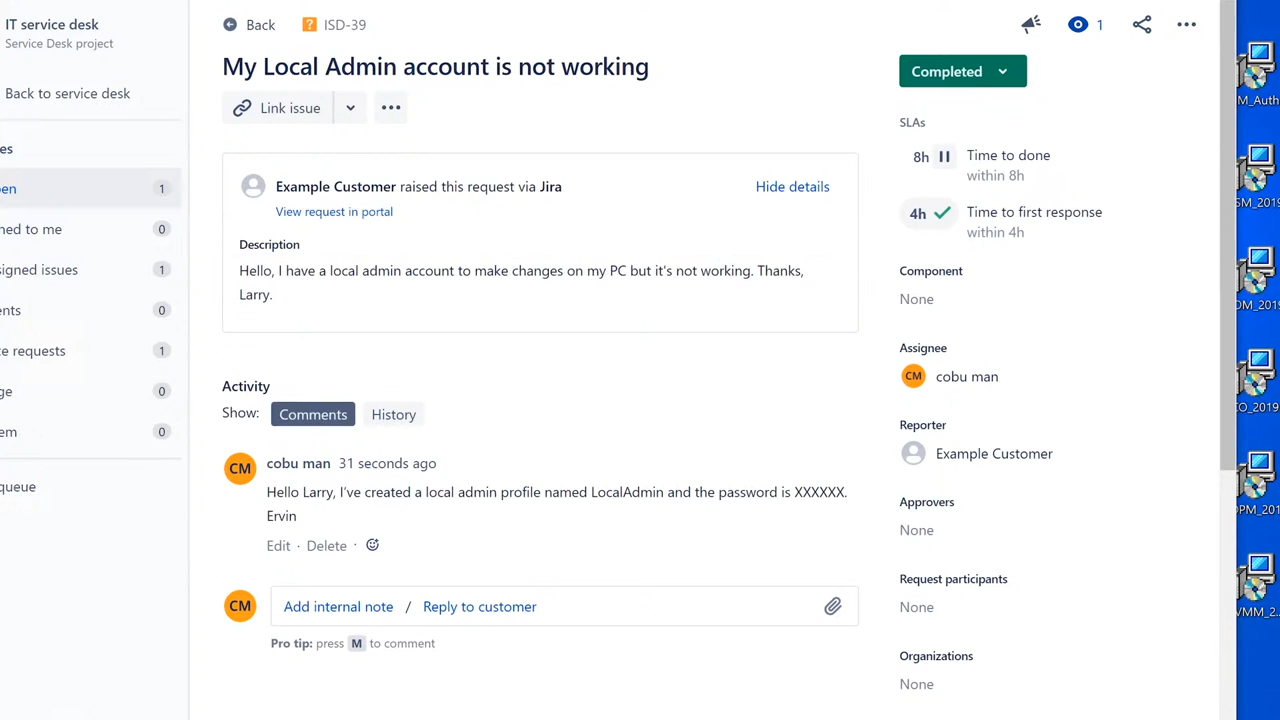 IT service desk
Service Desk project
Back to service desk
es
en 1
ned to me 0
signed issues 1
ents 0
ce requests 1
ge 0
em 0
queue
Back
ISD-39
1
My Local Admin account is not working
Link issue
Example Customer raised this request via Jira
Hide details
View request in portal
Description
Hello, I have a local admin account to make changes on my PC but it's not working. Thanks,
Larry.
Activity
Show: Comments History
CM
cobu man 31 seconds ago
Hello Larry, I've created a local admin profile named LocalAdmin and the password is XXXXXX.
Ervin
Edit · Delete ·
CM
Add internal note / Reply to customer
Pro tip: press M to comment
Completed
SLAs
8h Time to done
within 8h
4h Time to first response
within 4h
Component
None
Assignee
CM cobu man
Reporter
Example Customer
Approvers
None
Request participants
None
Organizations
None
M_Auth
SM_2019
OM_2019
CO_2019
DPM_201
VMM_2...